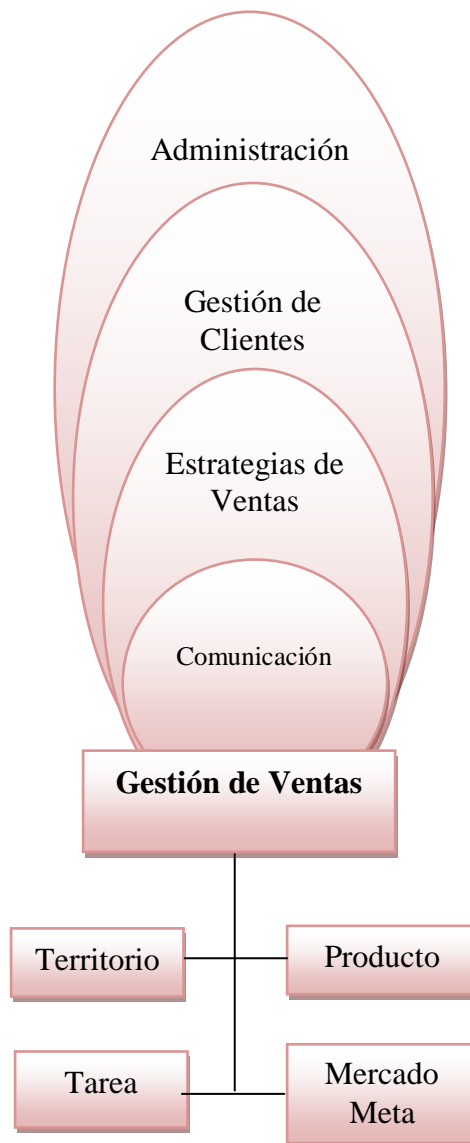 Administración
Gestión de
Clientes
Estrategias de
Ventas
Comunicación
Gestión de Ventas
Territorio
Producto
Tarea
Mercado
Meta